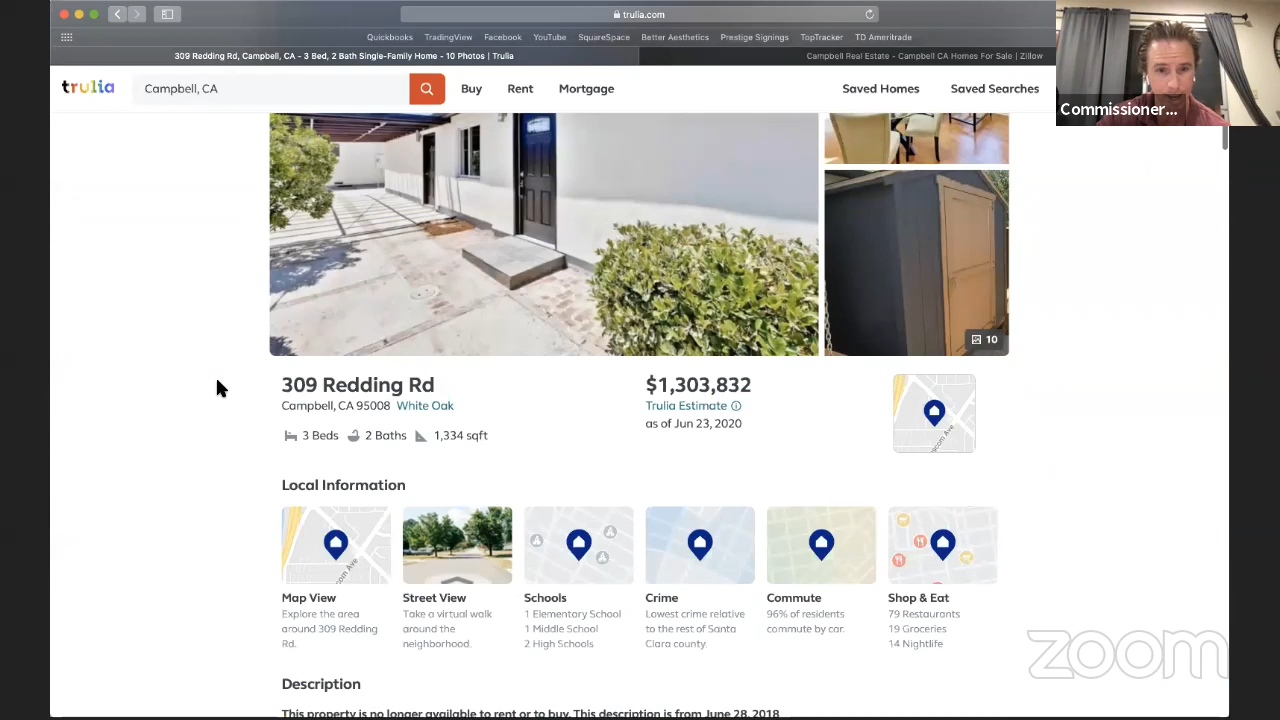 trulia.com
Quickbooks TradingView Facebook YouTube SquareSpace Better Aesthetics Prestige Signings TopTracker TD Ameritrade
309 Redding Rd, Campbell, CA - 3 Bed, 2 Bath Single-Family Home - 10 Photos | Trulia
Campbell Real Estate - Campbell CA Homes For Sale | Zillow
trulia
Campbell, CA
Buy Rent Mortgage
Saved Homes Saved Searches
Commissioner...
10
309 Redding Rd
Campbell, CA 95008 White Oak
3 Beds 2 Baths 1,334 sqft
$1,303,832
Trulia Estimate
as of Jun 23, 2020
Local Information
Map View
Explore the area
around 309 Redding
Rd.
Street View
Take a virtual walk
around the
neighborhood.
Schools
1 Elementary School
1 Middle School
2 High Schools
Crime
Lowest crime relative
to the rest of Santa
Clara county.
Commute
96% of residents
commute by car.
Shop & Eat
79 Restaurants
19 Groceries
14 Nightlife
zoom
Description
This property is no longer available to rent or to buy. This description is from June 28, 2018